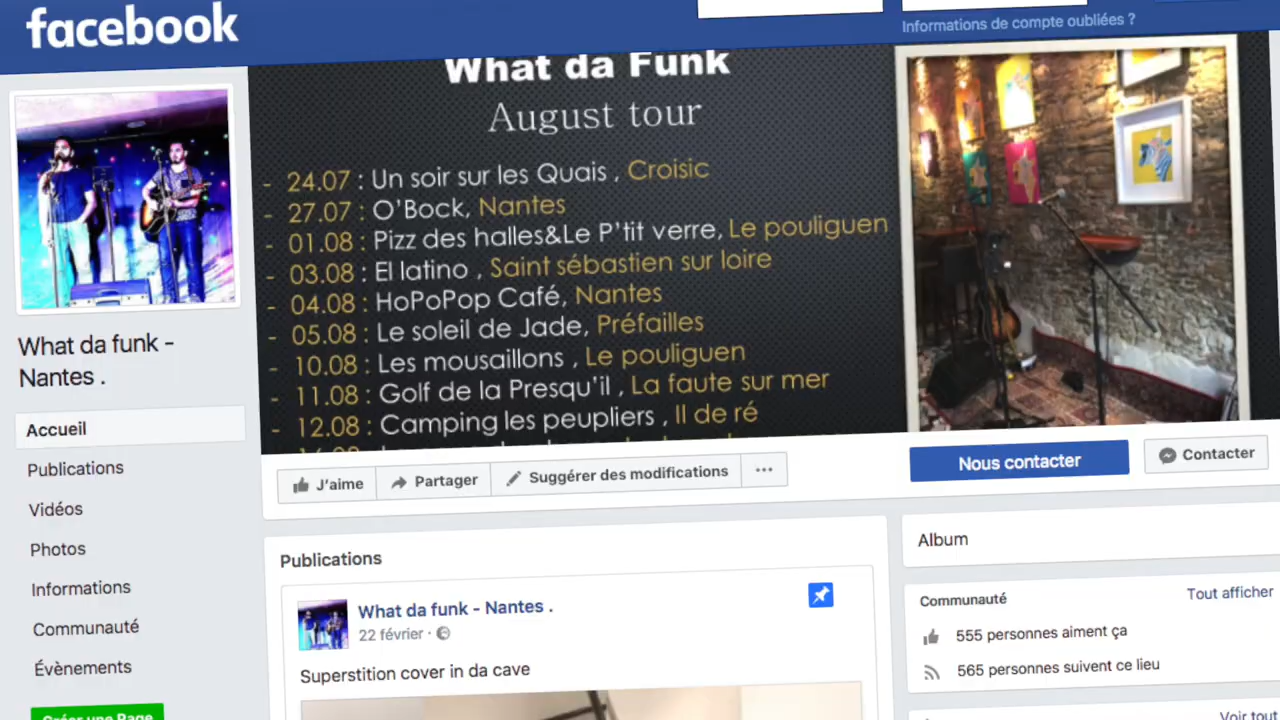 facebook
Informations de compte oubliées ?
What da Funk
August tour
- 24.07 : Un soir sur les Quais , Croisic
- 27.07 : O'Bock, Nantes
- 01.08 : Pizz des halles&Le P'tit verre, Le pouliguen
- 03.08 : El latino , Saint sébastien sur loire
- 04.08 : HoPoPop Café, Nantes
- 05.08 : Le soleil de Jade, Préfailles
- 10.08 : Les mousaillons , Le pouliguen
- 11.08 : Golf de la Presqu'il , La faute sur mer
- 12.08 : Camping les peupliers , Il de ré
What da funk -
Nantes .
Accueil
Publications
Vidéos
Photos
Informations
Communauté
Évènements
Créer une Page
J'aime
Partager
Suggérer des modifications
...
Nous contacter
Contacter
Publications
What da funk - Nantes .
22 février ·
Superstition cover in da cave
Album
Communauté
Tout afficher
555 personnes aiment ça
565 personnes suivent ce lieu
Voir tout